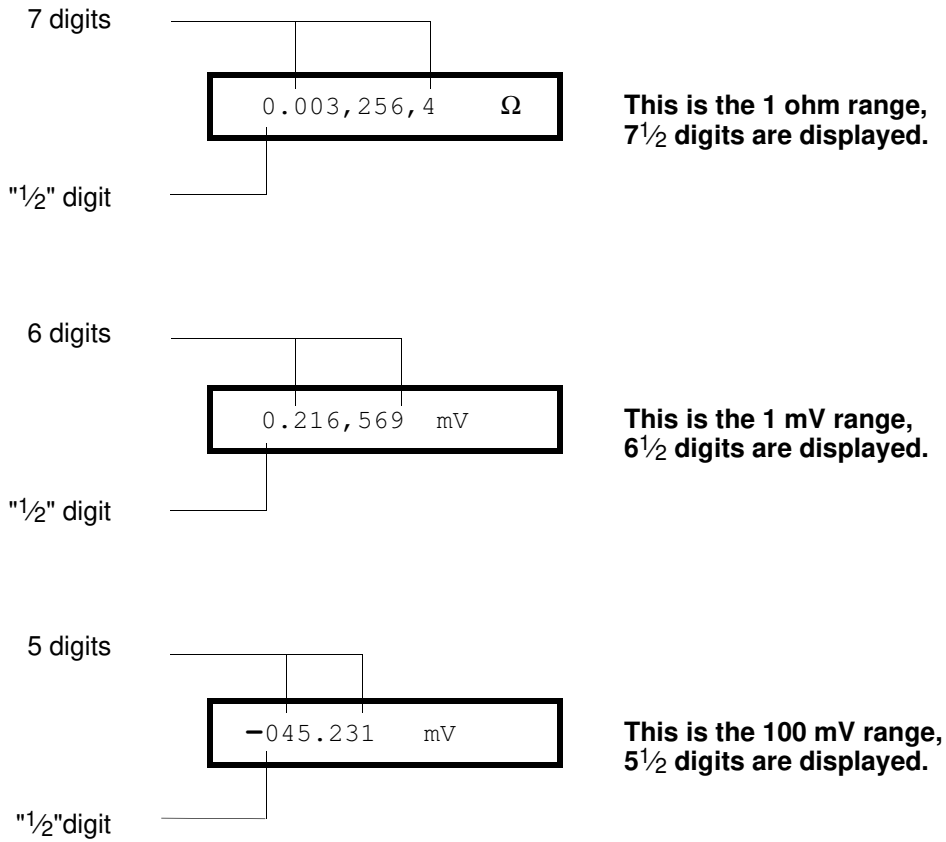 7 digits
0.003,256,4 Ω
This is the 1 ohm range,
7½ digits are displayed.
"½" digit
6 digits
0.216,569 mV
This is the 1 mV range,
6½ digits are displayed.
"½" digit
5 digits
-045.231 mV
This is the 100 mV range,
5½ digits are displayed.
"½"digit